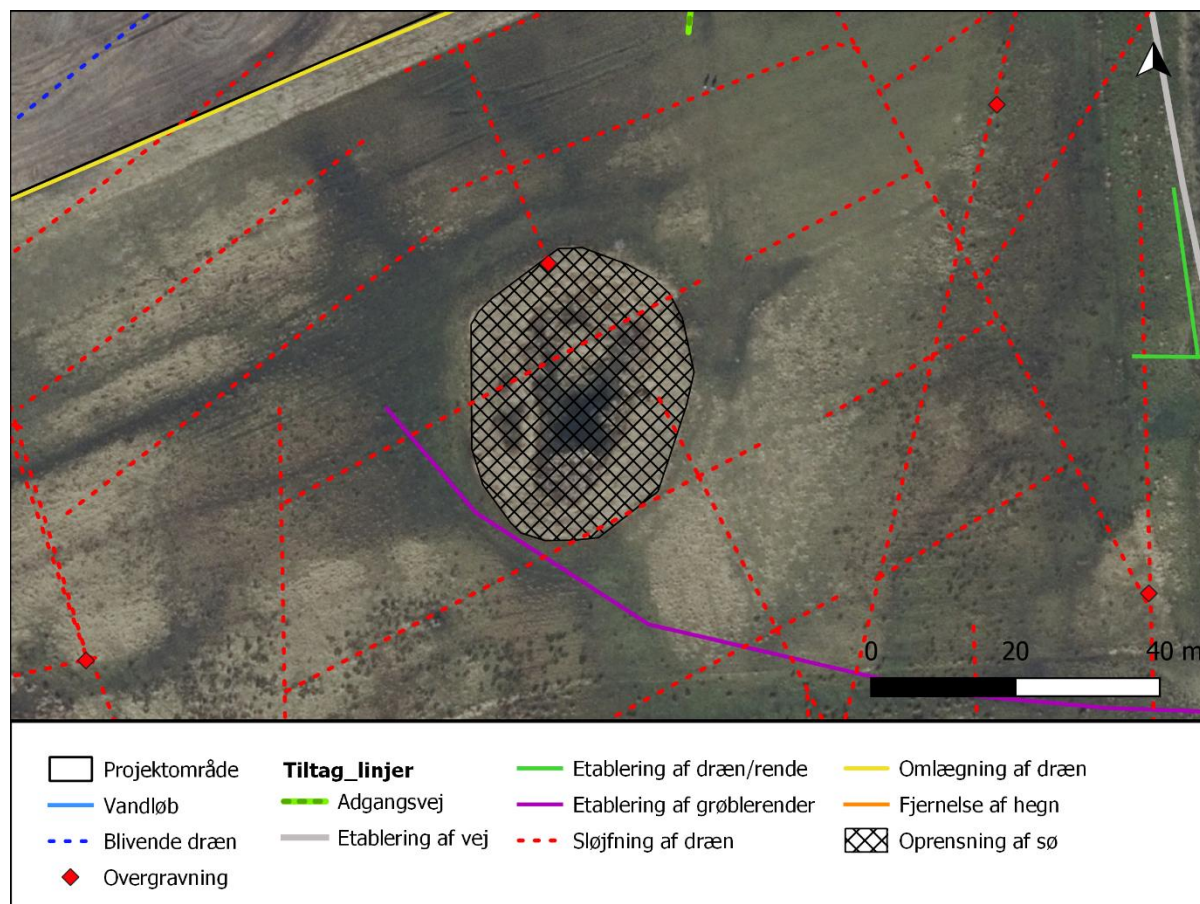 0 20 40 m
Projektområde
Vandløb
Blivende dræn
Overgravning
Tiltag_linjer
Adgangsvej
Etablering af vej
Etablering af dræn/rende
Etablering af grøblerender
Sløjfning af dræn
Omlægning af dræn
Fjernelse af hegn
Oprensning af sø